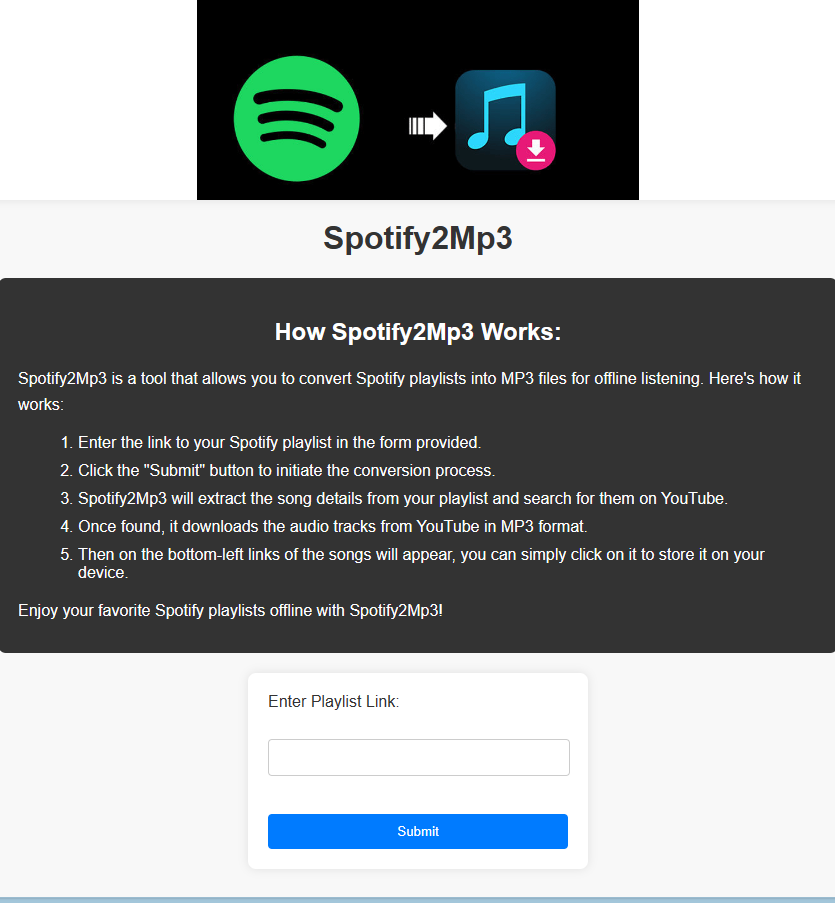 Spotify2Mp3
How Spotify2Mp3 Works:
Spotify2Mp3 is a tool that allows you to convert Spotify playlists into MP3 files for offline listening. Here's how it
works:
1. Enter the link to your Spotify playlist in the form provided.
2. Click the "Submit" button to initiate the conversion process.
3. Spotify2Mp3 will extract the song details from your playlist and search for them on YouTube.
4. Once found, it downloads the audio tracks from YouTube in MP3 format.
5. Then on the bottom-left links of the songs will appear, you can simply click on it to store it on your
device.
Enjoy your favorite Spotify playlists offline with Spotify2Mp3!
Enter Playlist Link:
Submit